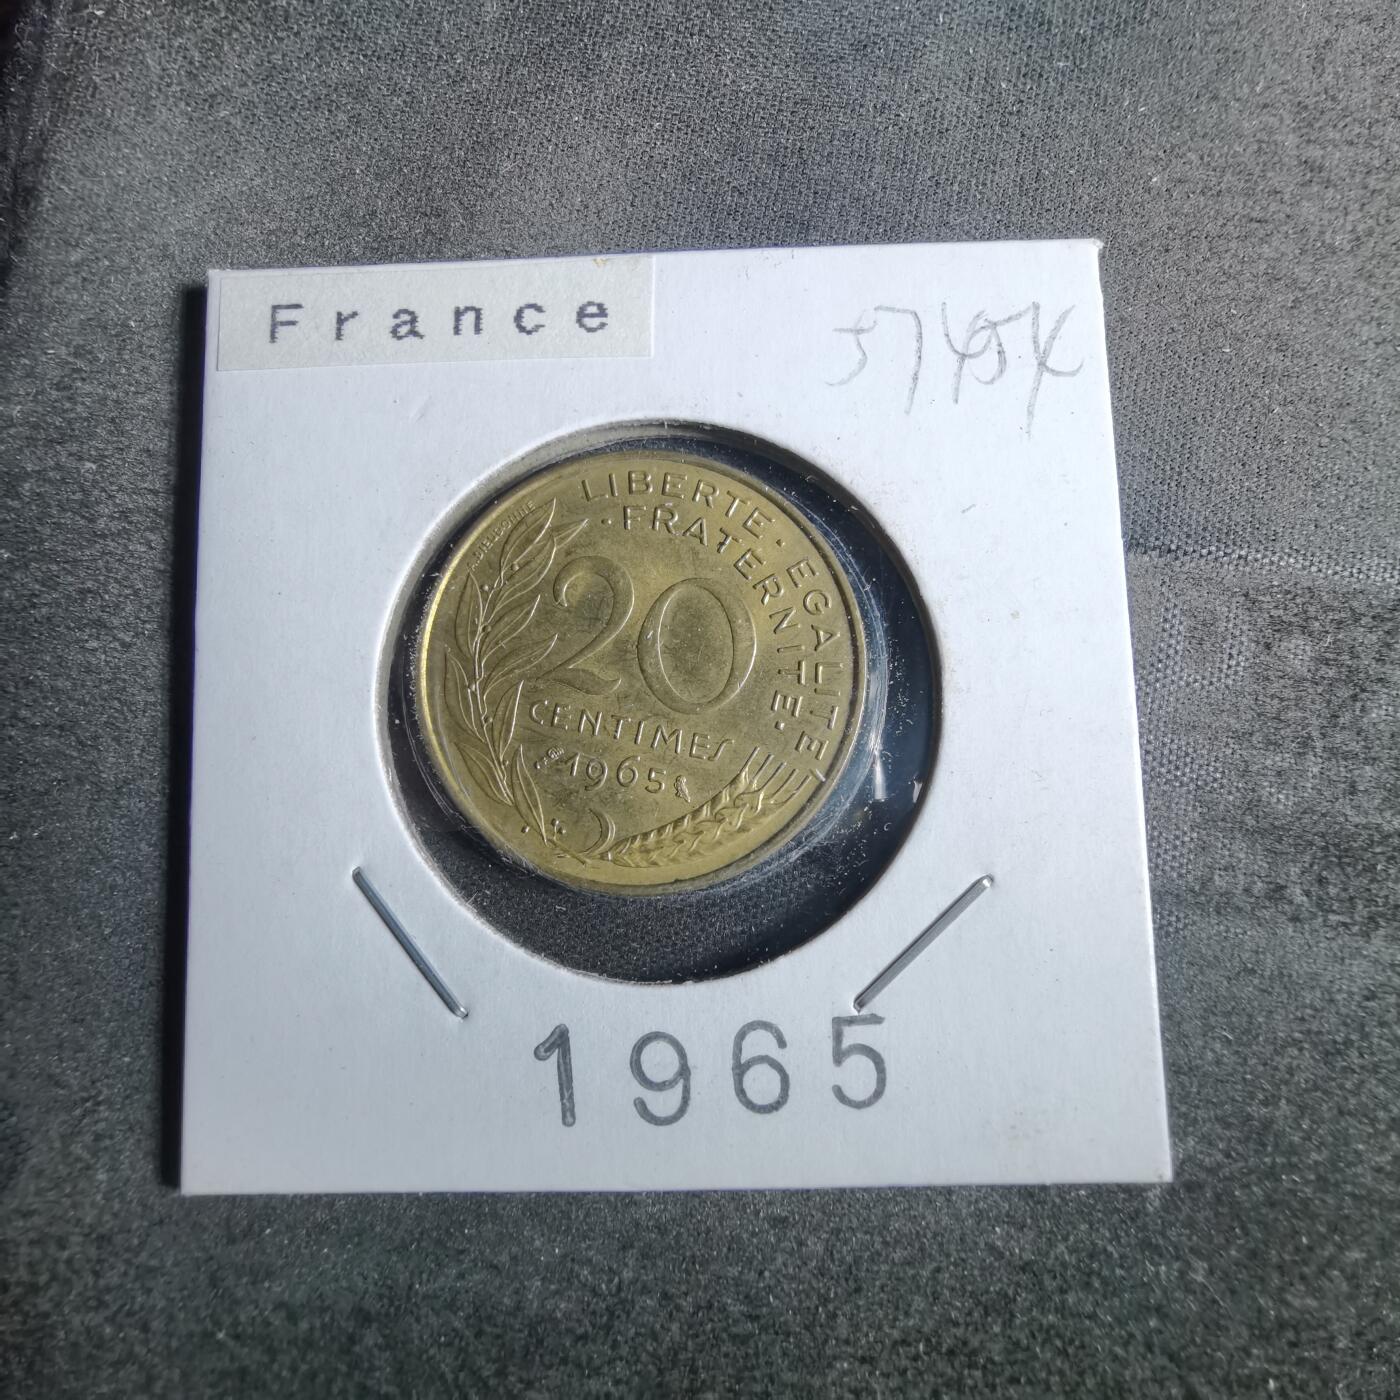 France
LIBERTE · EGALITE
· FRATERNITE ·
20
CENTIMES
1965
1965